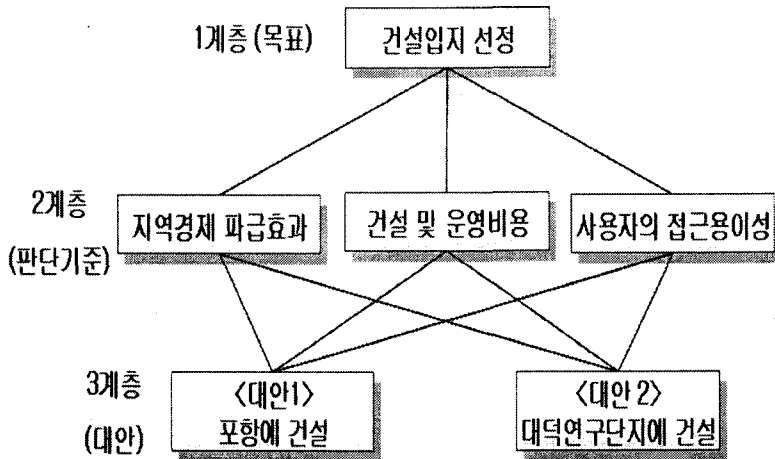 1계층 (목표)
건설입지 선정
2계층
(판단기준)
지역경제 파급효과
건설 및 운영비용
사용자의 접근용이성
3계층
(대안)
<대안1>
포항에 건설
<대안 2>
대덕연구단지에 건설